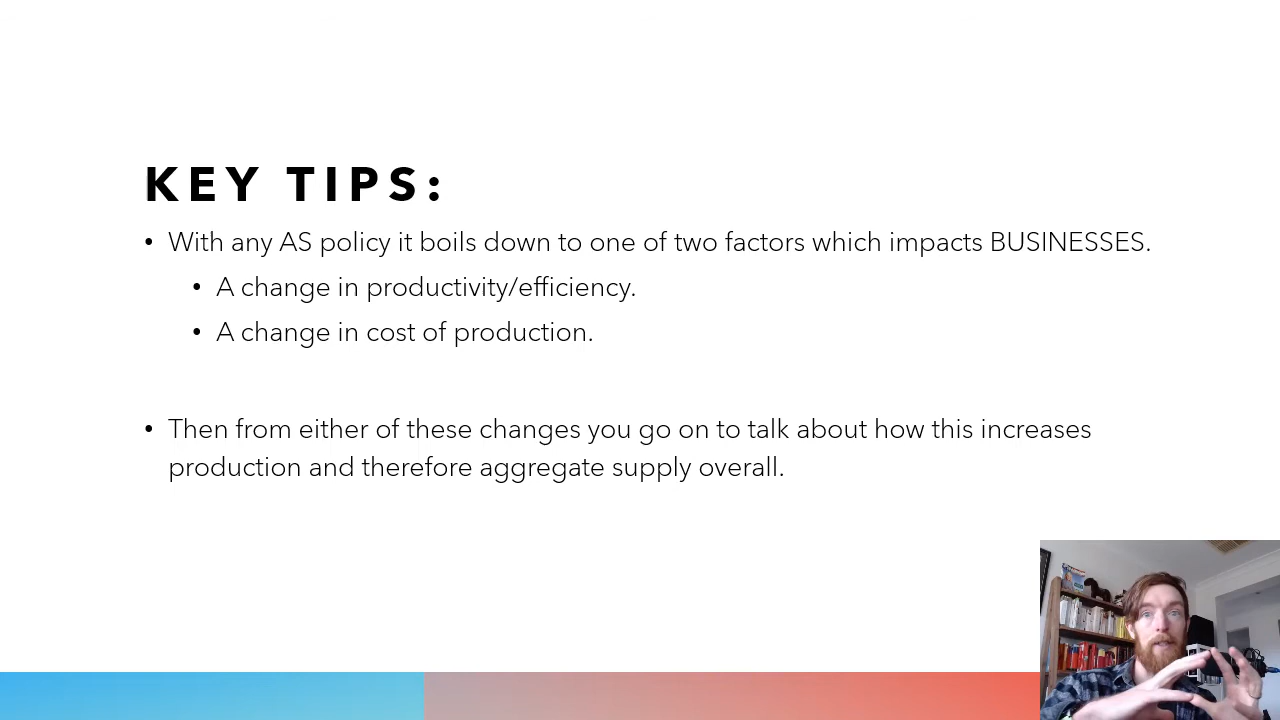 KEY TIPS:
• With any AS policy it boils down to one of two factors which impacts BUSINESSES.
• A change in productivity/efficiency.
• A change in cost of production.
• Then from either of these changes you go on to talk about how this increases
production and therefore aggregate supply overall.